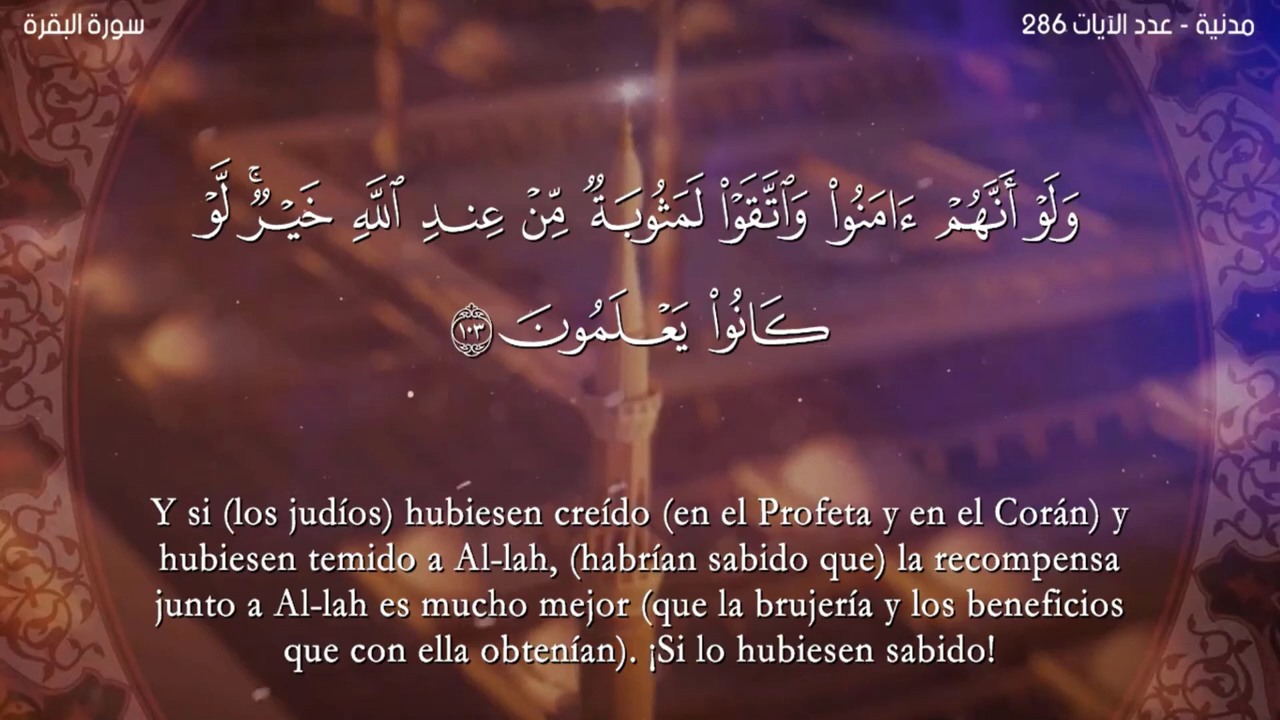 سورة البقرة
مدنية - عدد الآيات 286
وَلَوْ أَنَّهُمْ ءَامَنُوا۟ وَٱتَّقَوْا۟ لَمَثُوبَةٌ مِّنْ عِندِ ٱللَّهِ خَيْرٌ ۖ لَّوْ
كَانُوا۟ يَعْلَمُونَ ١٠٣
Y si (los judíos) hubiesen creído (en el Profeta y en el Corán) y
hubiesen temido a Al-lah, (habrían sabido que) la recompensa
junto a Al-lah es mucho mejor (que la brujería y los beneficios
que con ella obtenían). ¡Si lo hubiesen sabido!